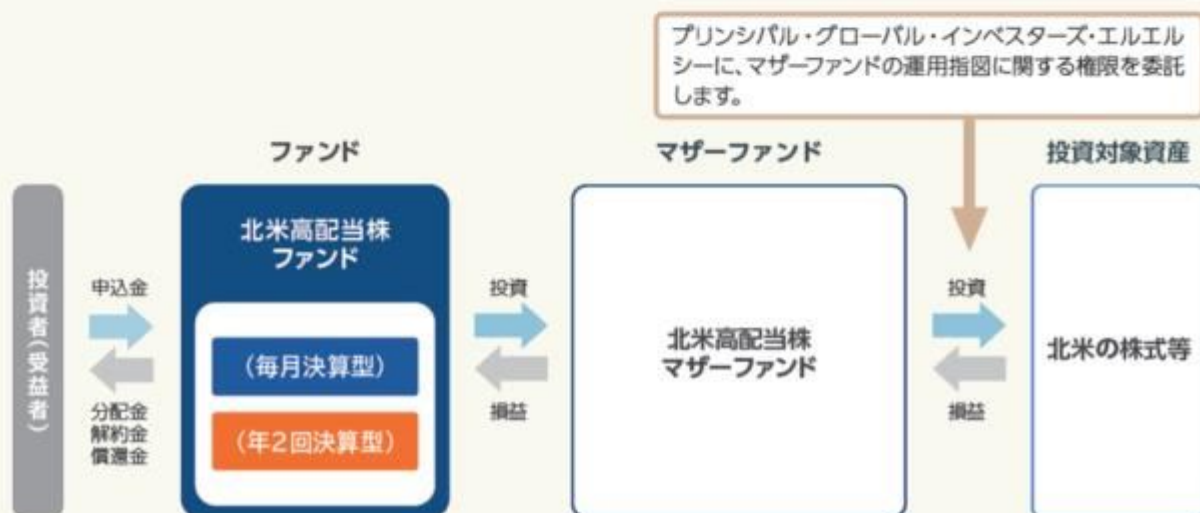 プリンシパル・グローバル・インベスターズ・エルエル
シーに、マザーファンドの運用指図に関する権限を委託
します。
ファンド
マザーファンド
投資対象資産
投資者(受益者)
申込金
分配金
解約金
償還金
北米高配当株
ファンド
(毎月決算型)
(年2回決算型)
投資
損益
北米高配当株
マザーファンド
投資
損益
北米の株式等